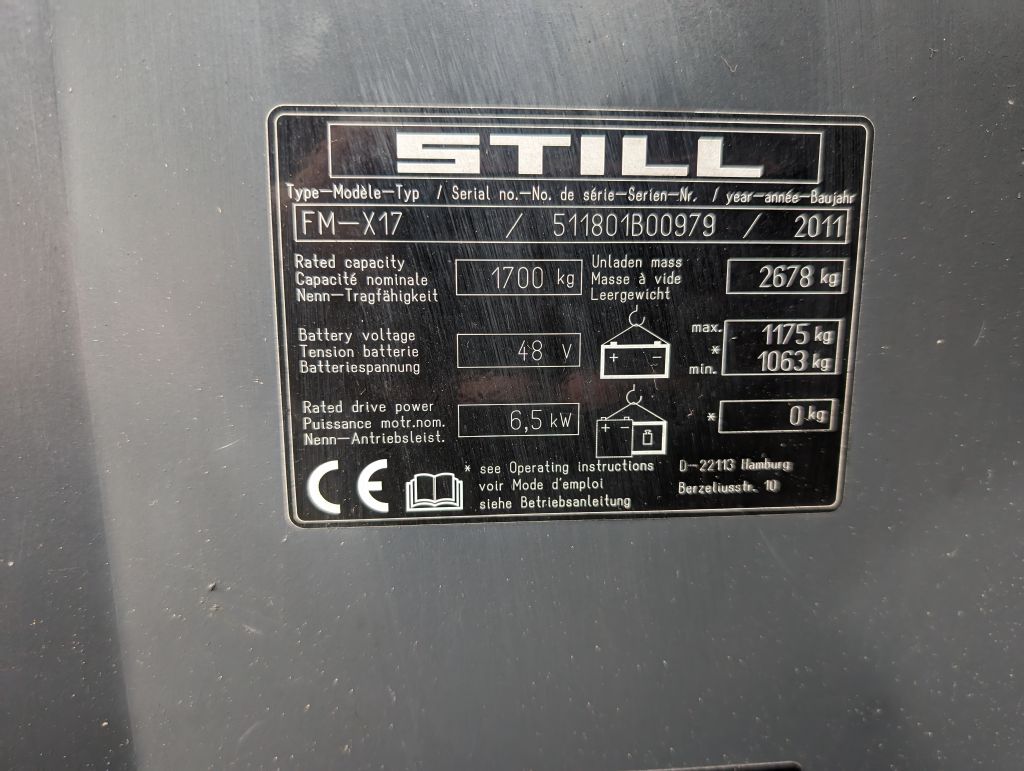 STILL
Type-Modèle-Typ / Serial no.-No. de série-Serien-Nr. / year-année-Baujahr
FM-X17 / 511801B00979 / 2011
Rated capacity
Capacité nominale
Nenn-Tragfähigkeit
1700 kg
Unladen mass
Masse à vide
Leergewicht
2678 kg
Battery voltage
Tension batterie
Batteriespannung
48 V
+ -
max. 1175 kg
*
min. 1063 kg
Rated drive power
Puissance motr.nom.
Nenn-Antriebsleist.
6,5 kW
+ -
* 0 kg
CE
* see Operating instructions
voir Mode d'emploi
siehe Betriebsanleitung
D-22113 Hamburg
Berzeliusstr. 10